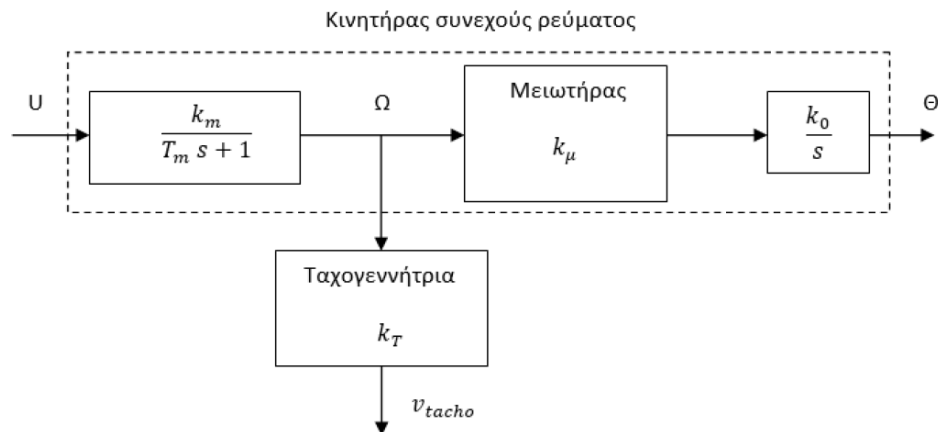 Κινητήρας συνεχούς ρεύματος
U
k_m
T_m s + 1
Ω
Μειωτήρας
k_μ
k_0
s
Θ
Ταχογεννήτρια
k_T
v_tacho